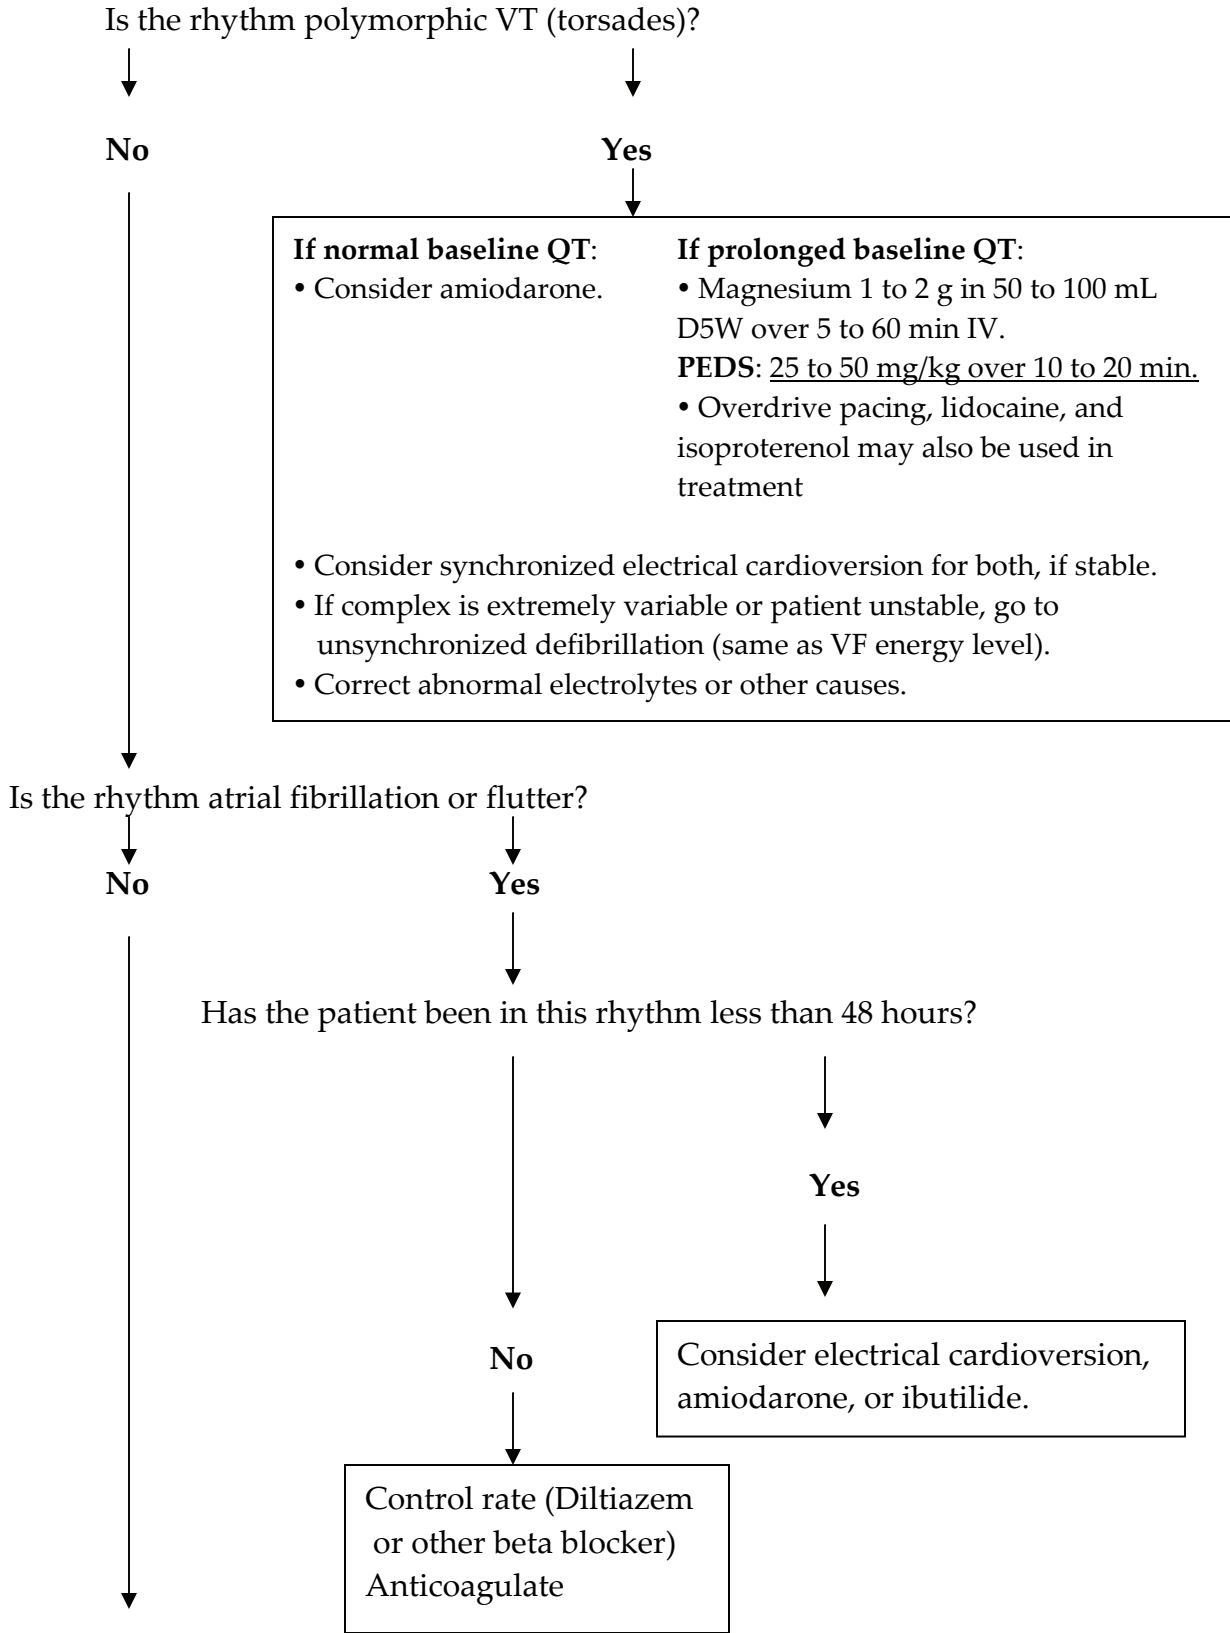 Is the rhythm polymorphic VT (torsades)?
No
Yes
If normal baseline QT:
• Consider amiodarone.
If prolonged baseline QT:
• Magnesium 1 to 2 g in 50 to 100 mL
D5W over 5 to 60 min IV.
PEDS: 25 to 50 mg/kg over 10 to 20 min.
• Overdrive pacing, lidocaine, and
isoproterenol may also be used in
treatment
• Consider synchronized electrical cardioversion for both, if stable.
• If complex is extremely variable or patient unstable, go to
unsynchronized defibrillation (same as VF energy level).
• Correct abnormal electrolytes or other causes.
Is the rhythm atrial fibrillation or flutter?
No
Yes
Has the patient been in this rhythm less than 48 hours?
Yes
No
Consider electrical cardioversion,
amiodarone, or ibutilide.
Control rate (Diltiazem
or other beta blocker)
Anticoagulate